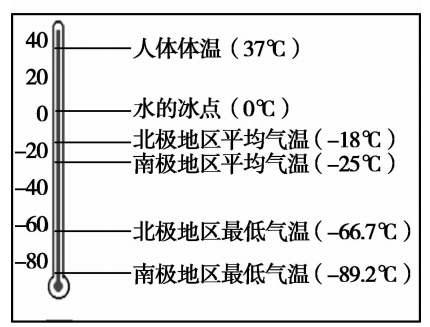 40
人体体温（37℃）
20
0
水的冰点（0℃）
北极地区平均气温（–18℃）
–20
南极地区平均气温（–25℃）
–40
–60
北极地区最低气温（–66.7℃）
–80
南极地区最低气温（–89.2℃）